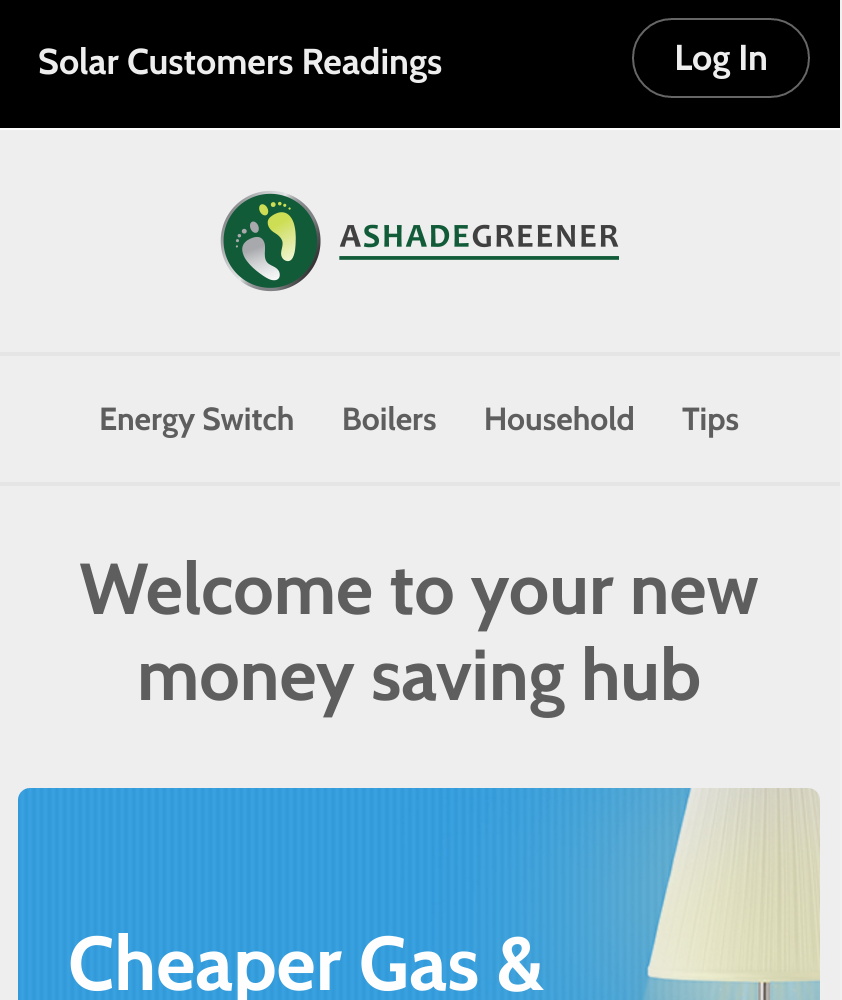 Solar Customers Readings
Log In
ASHADEGREENER
Energy Switch Boilers Household Tips
Welcome to your new
money saving hub
Cheaper Gas &